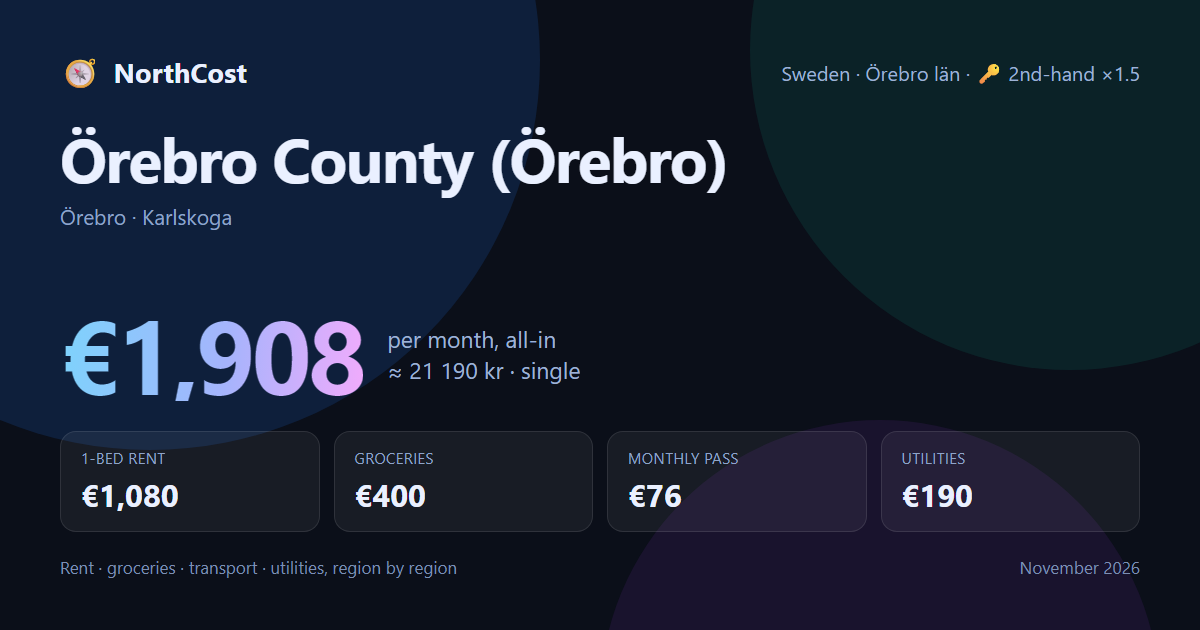 NorthCost
Sweden · Örebro län · 🔑 2nd-hand ×1.5
Örebro County (Örebro)
Örebro · Karlskoga
€1,908
per month, all-in
≈ 21 190 kr · single
1-BED RENT
€1,080
GROCERIES
€400
MONTHLY PASS
€76
UTILITIES
€190
Rent · groceries · transport · utilities, region by region
November 2026